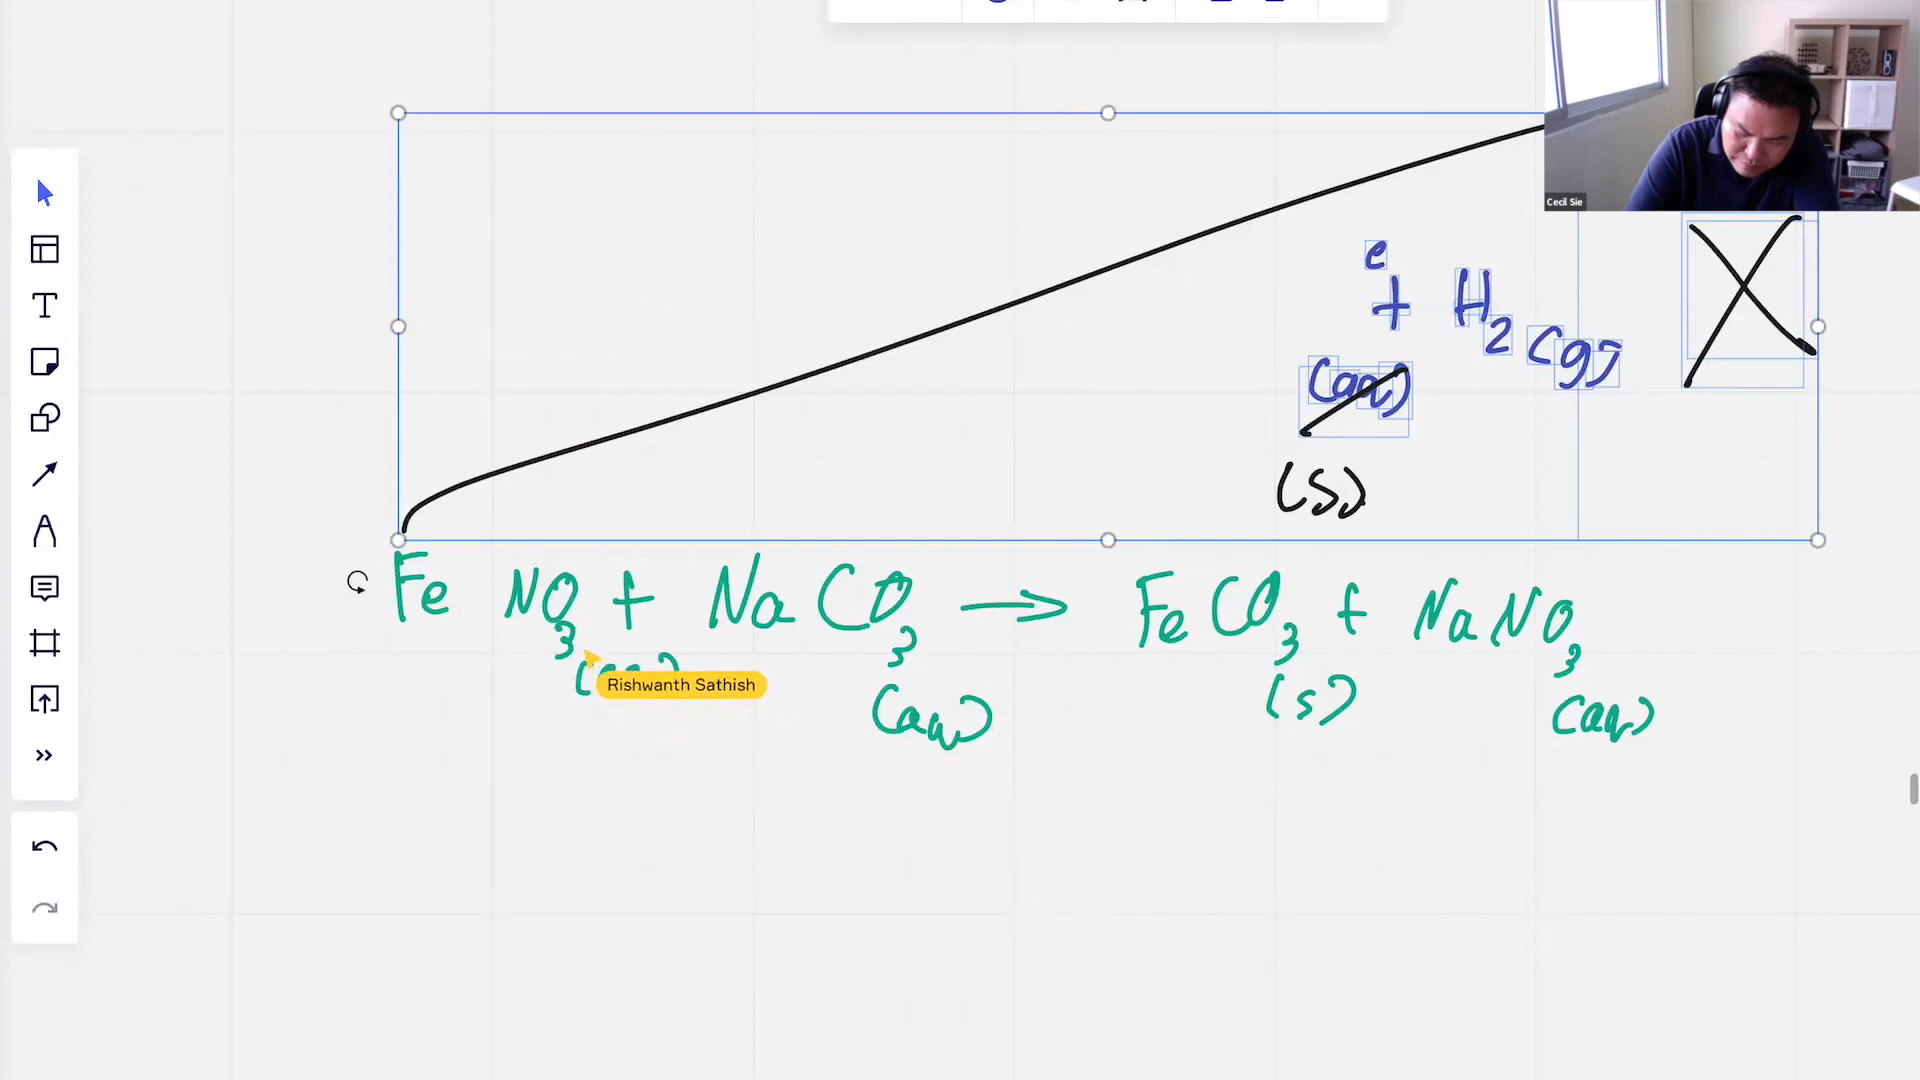 Cecil Sie
e
+ H2 (g)
(aq)
(s)
Fe NO3 + Na CO3 → Fe CO3 + Na NO3
Rishwanth Sathish
(aq) (s) (aq)